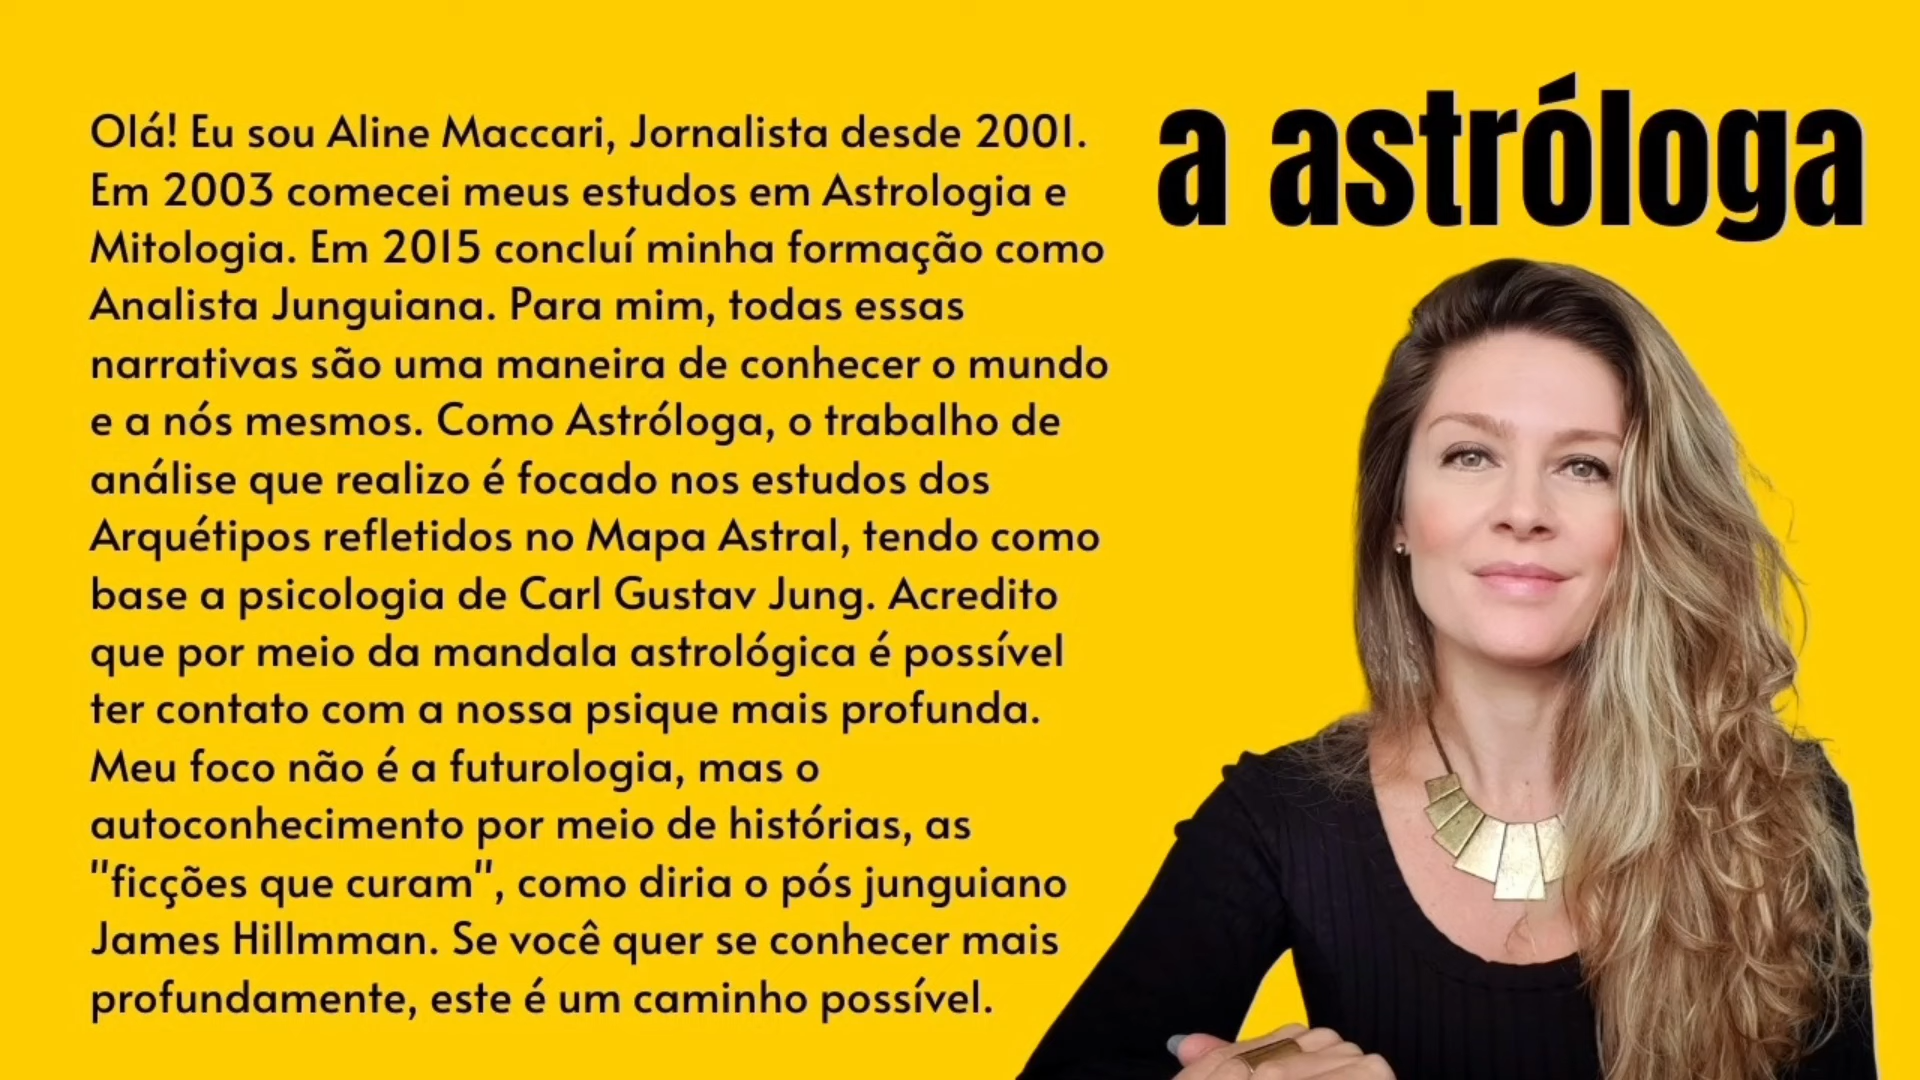 a astróloga
Olá! Eu sou Aline Maccari, Jornalista desde 2001.
Em 2003 comecei meus estudos em Astrologia e
Mitologia. Em 2015 concluí minha formação como
Analista Junguiana. Para mim, todas essas
narrativas são uma maneira de conhecer o mundo
e a nós mesmos. Como Astróloga, o trabalho de
análise que realizo é focado nos estudos dos
Arquétipos refletidos no Mapa Astral, tendo como
base a psicologia de Carl Gustav Jung. Acredito
que por meio da mandala astrológica é possível
ter contato com a nossa psique mais profunda.
Meu foco não é a futurologia, mas o
autoconhecimento por meio de histórias, as
"ficções que curam", como diria o pós junguiano
James Hillmman. Se você quer se conhecer mais
profundamente, este é um caminho possível.